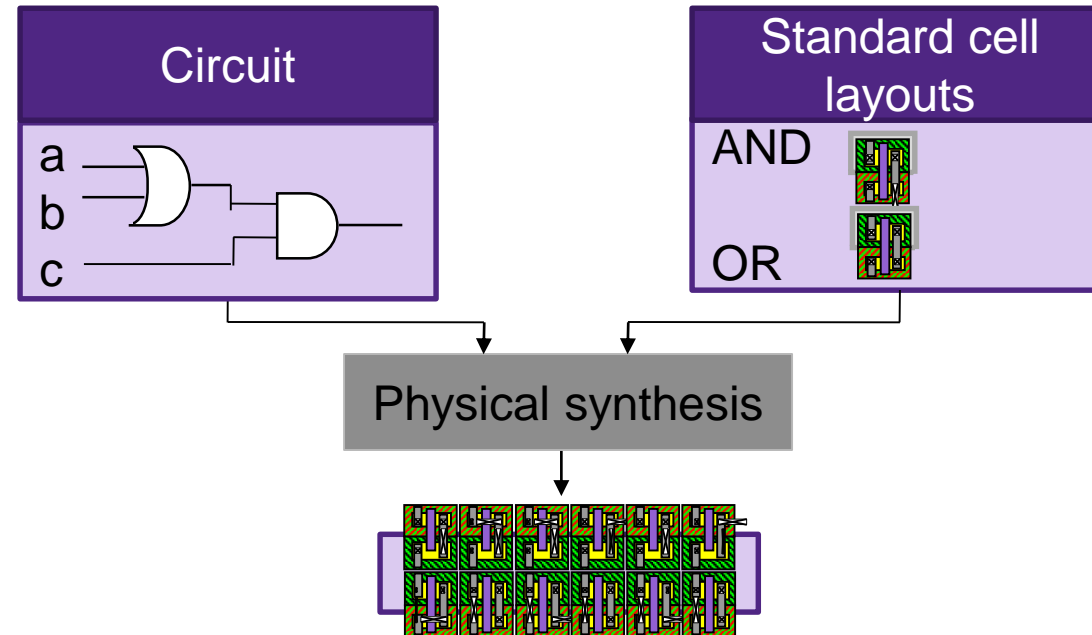 Circuit
a
b
c
Standard cell
layouts
AND
OR
Physical synthesis